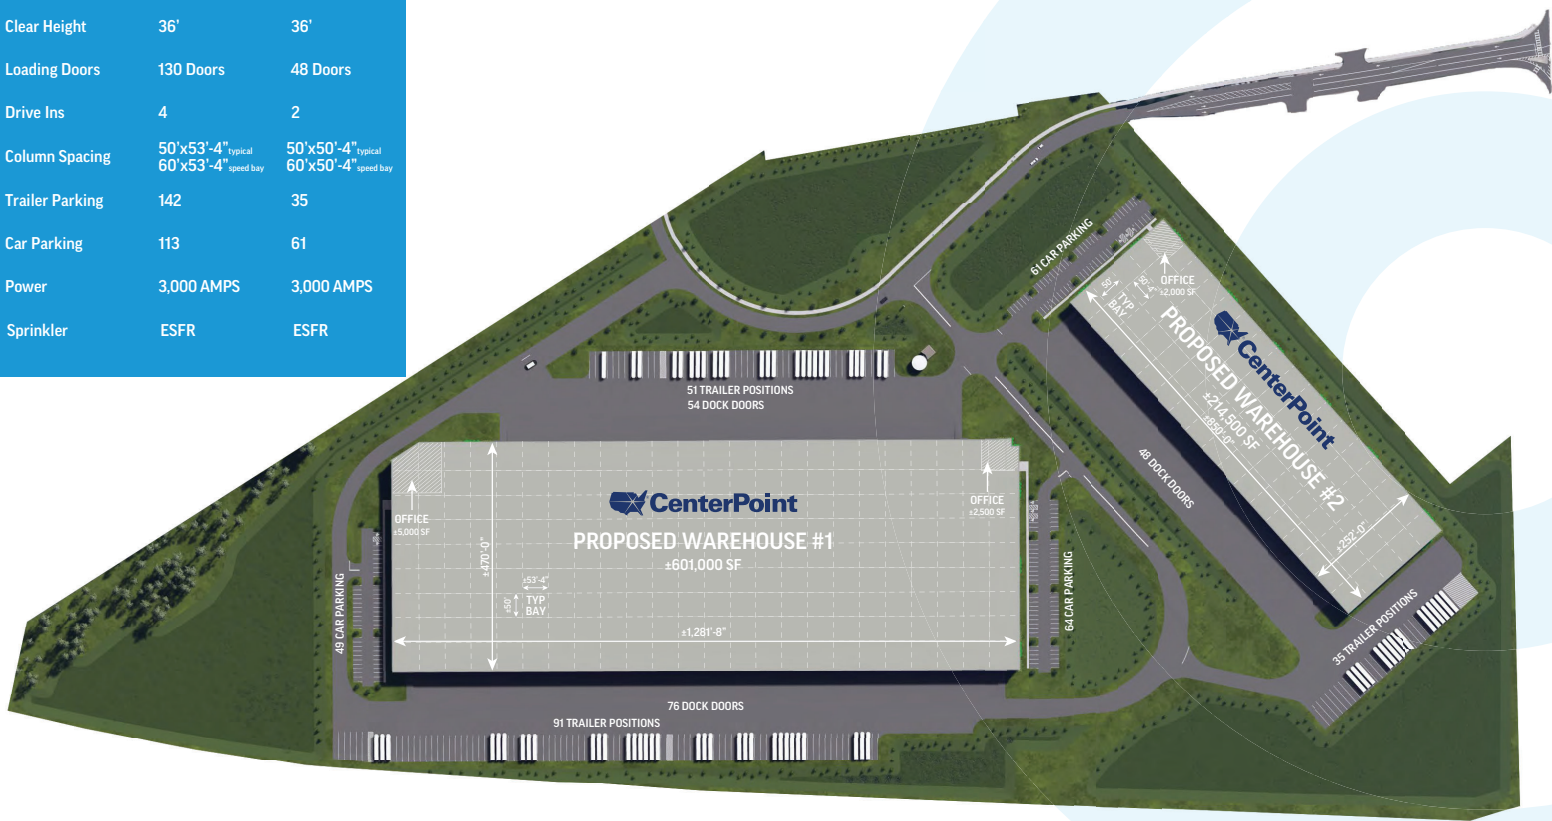 Clear Height 36' 36'
Loading Doors 130 Doors 48 Doors
Drive Ins 4 2
Column Spacing 50'x53'-4" typical 50'x50'-4" typical
60'x53'-4" speed bay 60'x50'-4" speed bay
Trailer Parking 142 35
Car Parking 113 61
Power 3,000 AMPS 3,000 AMPS
Sprinkler ESFR ESFR
61 CAR PARKING
OFFICE
±2,000 SF
50'
50'-4"
TYP
BAY
CenterPoint
PROPOSED WAREHOUSE #2
±214,500 SF
±850'-0"
±252'-0"
48 DOCK DOORS
35 TRAILER POSITIONS
51 TRAILER POSITIONS
54 DOCK DOORS
OFFICE
±5,000 SF
OFFICE
±2,500 SF
CenterPoint
PROPOSED WAREHOUSE #1
±601,000 SF
±470'-0"
±53'-4"
±50'
TYP
BAY
±1,281'-8"
49 CAR PARKING
64 CAR PARKING
76 DOCK DOORS
91 TRAILER POSITIONS